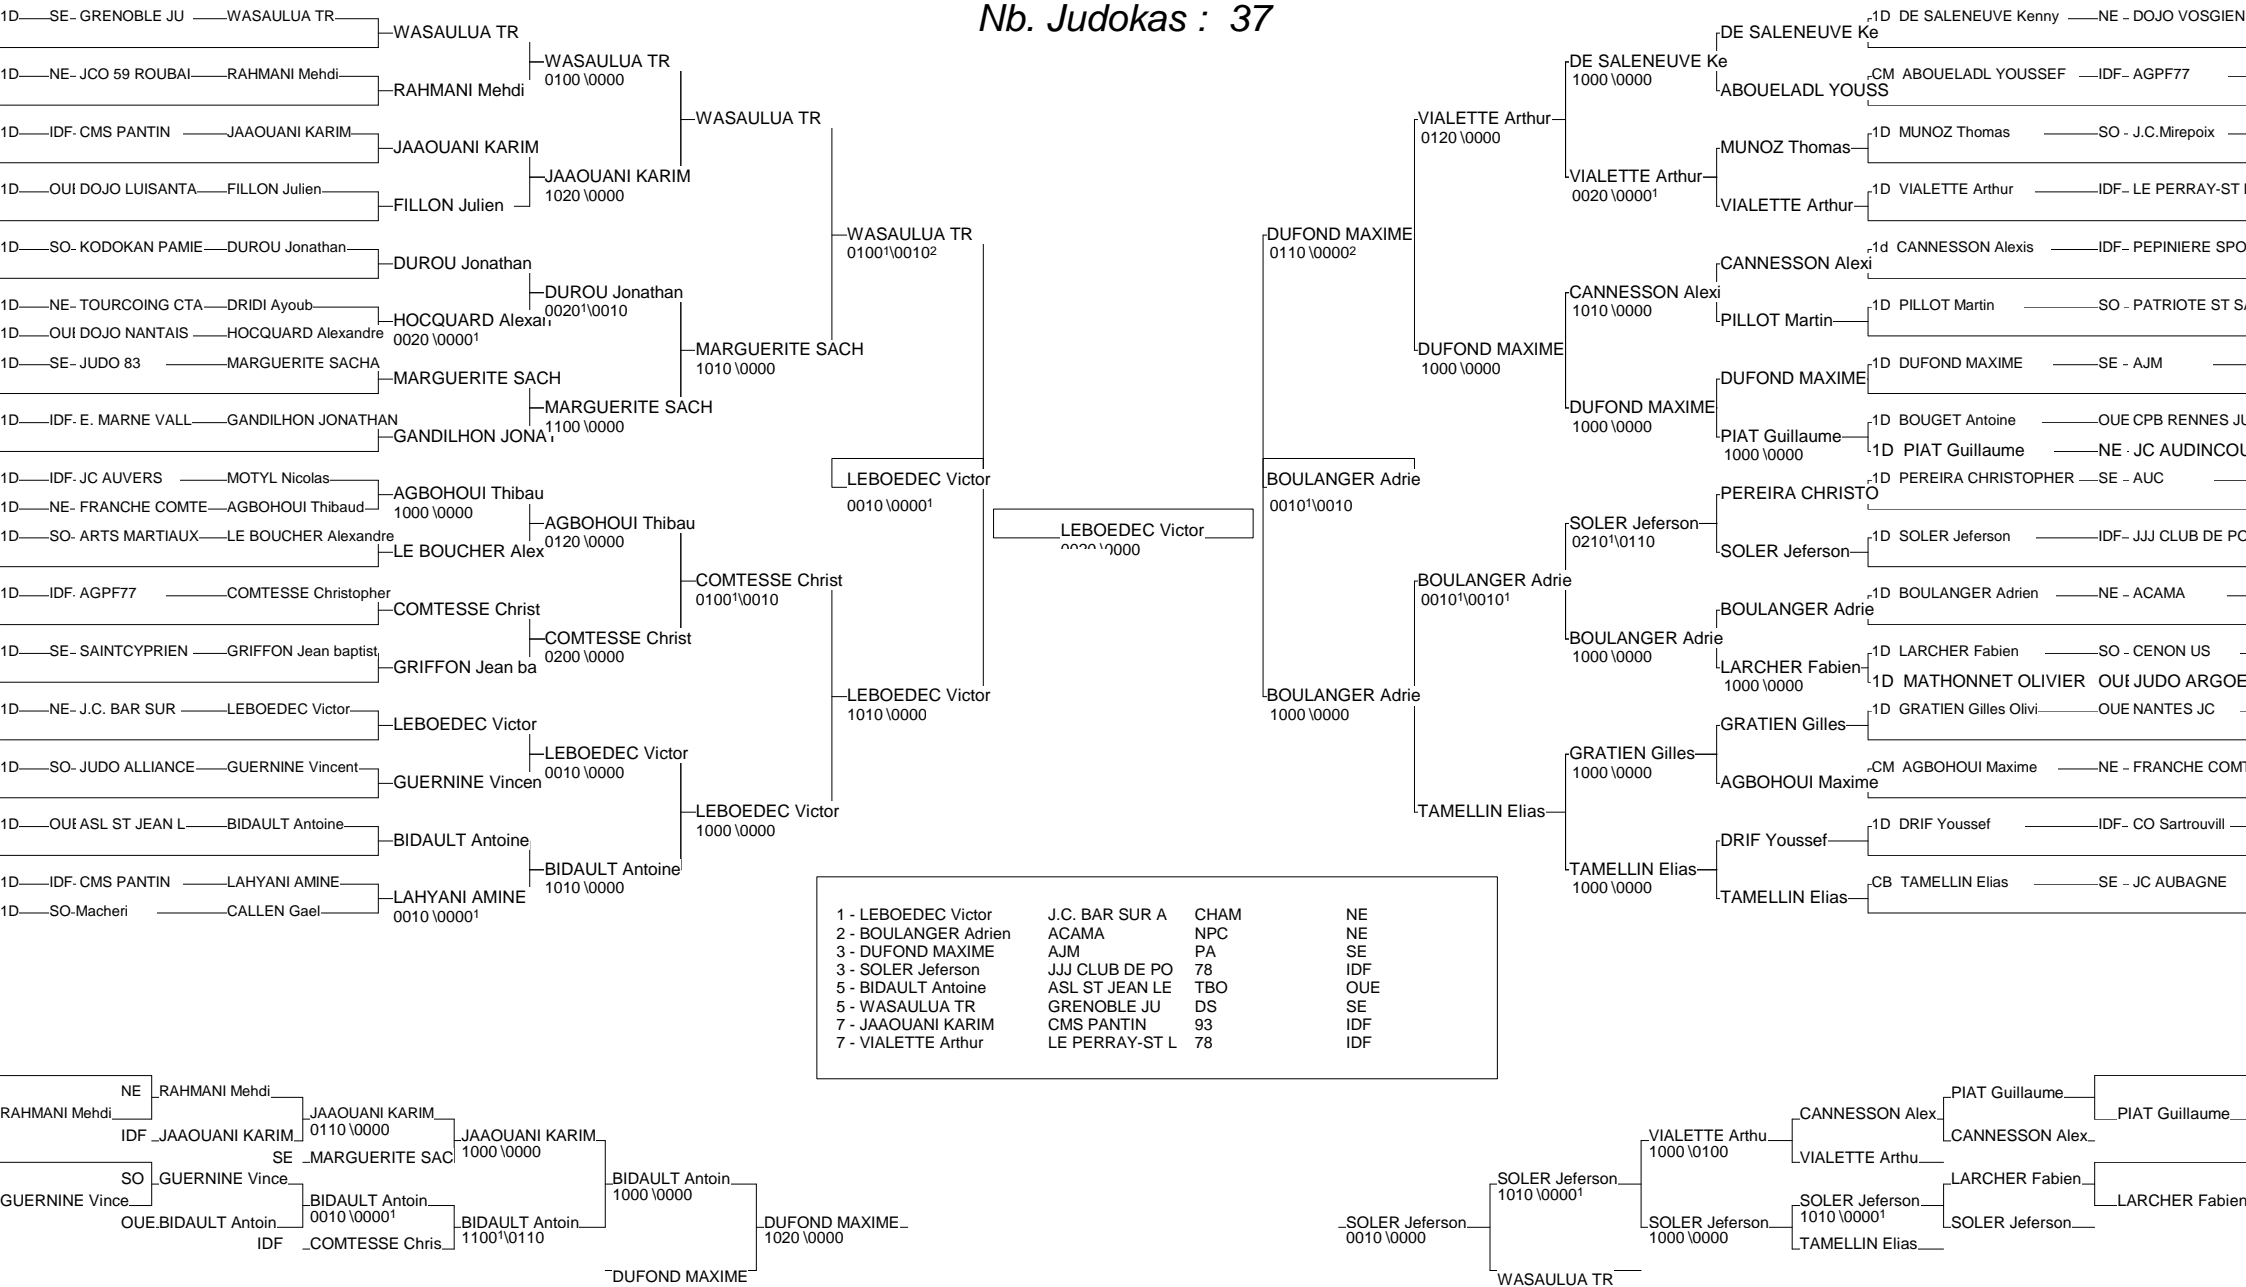 Nb. Judokas : 37
1D SE- GRENOBLE JU WASAULUA TR
1D NE- JCO 59 ROUBAI RAHMANI Mehdi
1D IDF- CMS PANTIN JAAOUANI KARIM
1D OUE DOJO LUISANTA FILLON Julien
1D SO- KODOKAN PAMIE DUROU Jonathan
1D NE- TOURCOING CTA DRIDI Ayoub
1D OUE DOJO NANTAIS HOCQUARD Alexandre
1D SE- JUDO 83 MARGUERITE SACHA
1D IDF- E. MARNE VALL GANDILHON JONATHAN
1D IDF- JC AUVERS MOTYL Nicolas
1D NE- FRANCHE COMTE AGBOHOUI Thibaud
1D SO- ARTS MARTIAUX LE BOUCHER Alexandre
1D IDF- AGPF77 COMTESSE Christopher
1D SE- SAINTCYPRIEN GRIFFON Jean baptist
1D NE- J.C. BAR SUR LEBOEDEC Victor
1D SO- JUDO ALLIANCE GUERNINE Vincent
1D OUE ASL ST JEAN L BIDAULT Antoine
1D IDF- CMS PANTIN LAHYANI AMINE
1D SO- Macheri CALLEN Gael
WASAULUA TR
RAHMANI Mehdi
JAAOUANI KARIM
FILLON Julien
DUROU Jonathan
HOCQUARD Alexan
0020 \0000¹
MARGUERITE SACH
GANDILHON JONA
AGBOHOUI Thibau
1000 \0000
LE BOUCHER Alex
COMTESSE Christ
GRIFFON Jean ba
LEBOEDEC Victor
GUERNINE Vincen
BIDAULT Antoine
LAHYANI AMINE
0010 \0000¹
WASAULUA TR
0100 \0000
JAAOUANI KARIM
1020 \0000
DUROU Jonathan
0020¹\0010
MARGUERITE SACH
1100 \0000
AGBOHOUI Thibau
0120 \0000
COMTESSE Christ
0200 \0000
LEBOEDEC Victor
0010 \0000
BIDAULT Antoine
1010 \0000
WASAULUA TR
MARGUERITE SACH
1010 \0000
COMTESSE Christ
0100¹\0010
LEBOEDEC Victor
1000 \0000
WASAULUA TR
0100¹\0010²
LEBOEDEC Victor
1010 \0000
LEBOEDEC Victor
0010 \0000¹
LEBOEDEC Victor
0020 \0000
BOULANGER Adrie
0010¹\0010
DUFOND MAXIME
0110 \0000²
BOULANGER Adrie
1000 \0000
VIALETTE Arthur
0120 \0000
DUFOND MAXIME
1000 \0000
BOULANGER Adrie
0010¹\0010¹
TAMELLIN Elias
DE SALENEUVE Ke
1000 \0000
VIALETTE Arthur
0020 \0000¹
CANNESSON Alexi
1010 \0000
DUFOND MAXIME
1000 \0000
SOLER Jeferson
0210¹\0110
BOULANGER Adrie
1000 \0000
GRATIEN Gilles
1000 \0000
TAMELLIN Elias
1000 \0000
DE SALENEUVE Ke
ABOUELADL YOUSS
MUNOZ Thomas
VIALETTE Arthur
CANNESSON Alexi
PILLOT Martin
DUFOND MAXIME
PIAT Guillaume
1000 \0000
PEREIRA CHRISTO
SOLER Jeferson
BOULANGER Adrie
LARCHER Fabien
1000 \0000
GRATIEN Gilles
AGBOHOUI Maxime
DRIF Youssef
TAMELLIN Elias
1D DE SALENEUVE Kenny NE - DOJO VOSGIEN
CM ABOUELADL YOUSSEF IDF- AGPF77
1D MUNOZ Thomas SO - J.C.Mirepoix
1D VIALETTE Arthur IDF- LE PERRAY-ST
1d CANNESSON Alexis IDF- PEPINIERE SPO
1D PILLOT Martin SO - PATRIOTE ST SA
1D DUFOND MAXIME SE - AJM
1D BOUGET Antoine OUE CPB RENNES JU
1D PIAT Guillaume NE - JC AUDINCOU
1D PEREIRA CHRISTOPHER SE - AUC
1D SOLER Jeferson IDF- JJJ CLUB DE PO
1D BOULANGER Adrien NE - ACAMA
1D LARCHER Fabien SO - CENON US
1D MATHONNET OLIVIER OUE JUDO ARGOE
1D GRATIEN Gilles Olivi OUE NANTES JC
CM AGBOHOUI Maxime NE - FRANCHE COMT
1D DRIF Youssef IDF- CO Sartrouvill
CB TAMELLIN Elias SE - JC AUBAGNE
1 - LEBOEDEC Victor J.C. BAR SUR A CHAM NE
2 - BOULANGER Adrien ACAMA NPC NE
3 - DUFOND MAXIME AJM PA SE
3 - SOLER Jeferson JJJ CLUB DE PO 78 IDF
5 - BIDAULT Antoine ASL ST JEAN LE TBO OUE
5 - WASAULUA TR GRENOBLE JU DS SE
7 - JAAOUANI KARIM CMS PANTIN 93 IDF
7 - VIALETTE Arthur LE PERRAY-ST L 78 IDF
RAHMANI Mehdi
GUERNINE Vince
NE RAHMANI Mehdi
IDF JAAOUANI KARIM
SE MARGUERITE SAC
SO GUERNINE Vince
OUE BIDAULT Antoin
IDF COMTESSE Chris
JAAOUANI KARIM
0110 \0000
BIDAULT Antoin
0010 \0000¹
JAAOUANI KARIM
1000 \0000
BIDAULT Antoin
1100¹\0110
BIDAULT Antoin
1000 \0000
DUFOND MAXIME
DUFOND MAXIME
1020 \0000
SOLER Jeferson
0010 \0000
SOLER Jeferson
1010 \0000¹
WASAULUA TR
VIALETTE Arthu
1000 \0100
SOLER Jeferson
1000 \0000
CANNESSON Alex
VIALETTE Arthu
SOLER Jeferson
1010 \0000¹
TAMELLIN Elias
PIAT Guillaume
CANNESSON Alex
LARCHER Fabien
SOLER Jeferson
PIAT Guillaume
LARCHER Fabien